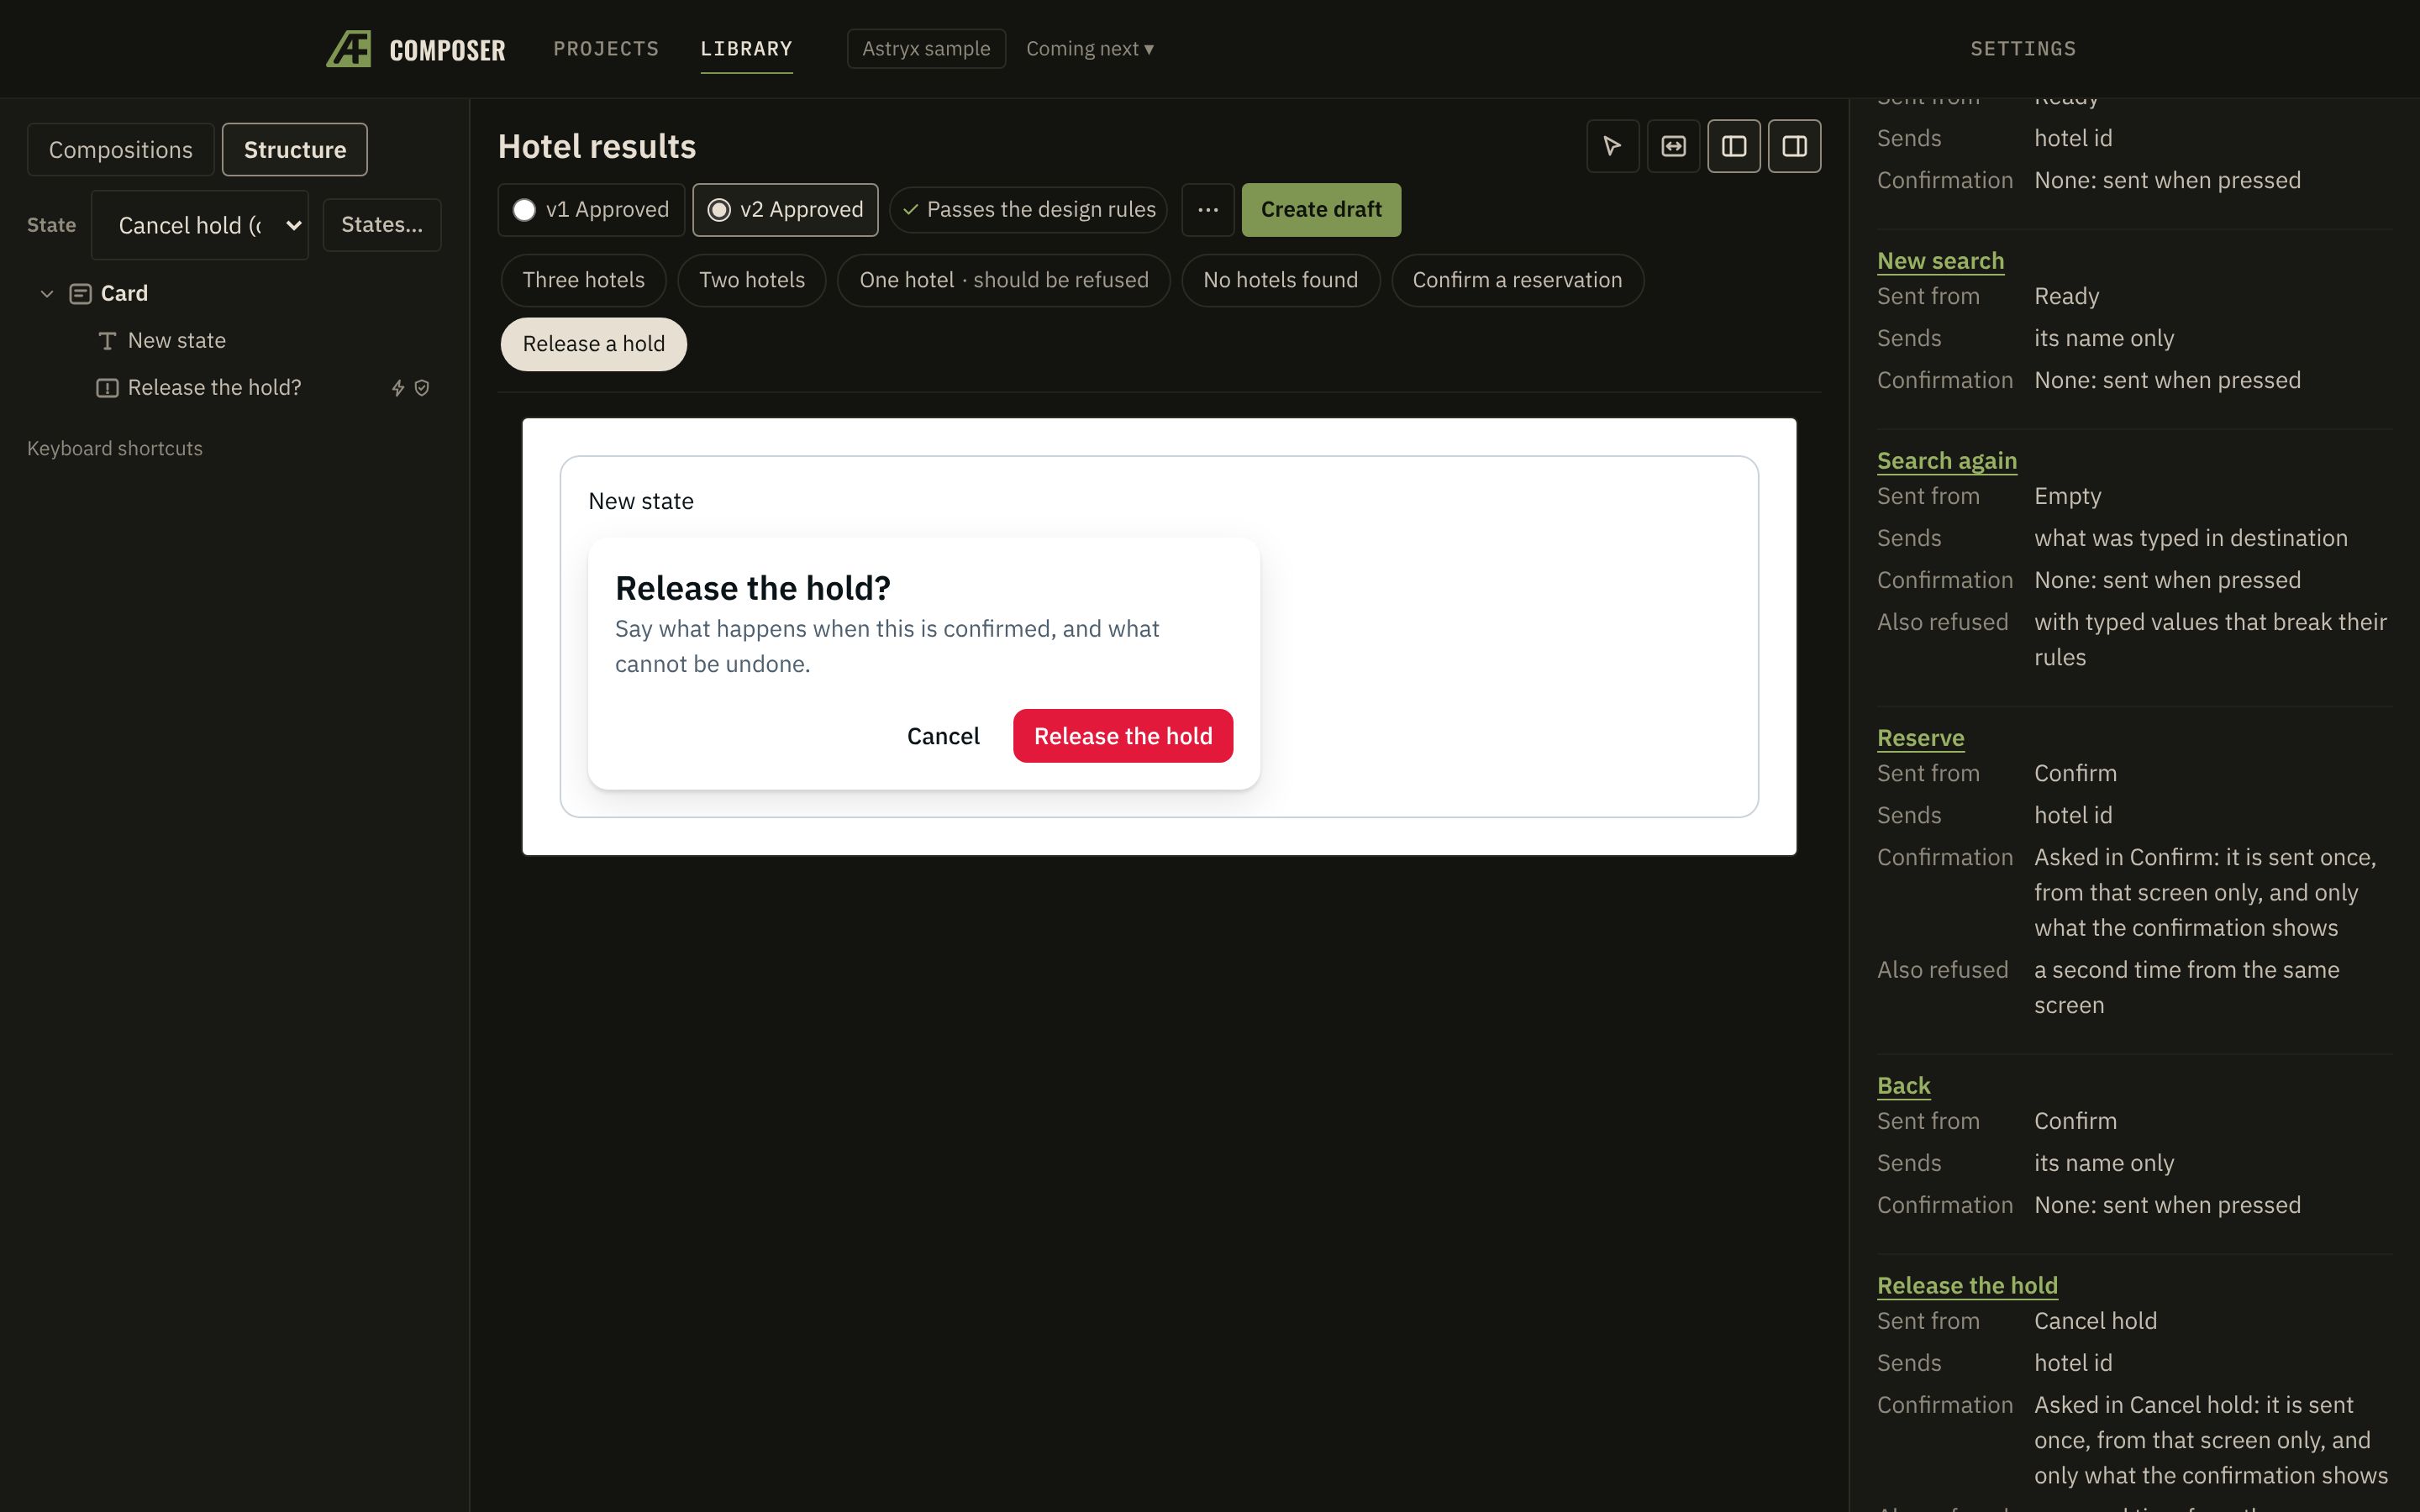 COMPOSER
PROJECTS
LIBRARY
Astryx sample
Coming next ▾
SETTINGS
Compositions
Structure
State
Cancel hold (
States...
Card
New state
Release the hold?
Keyboard shortcuts
Hotel results
v1 Approved
v2 Approved
Passes the design rules
Create draft
Three hotels
Two hotels
One hotel · should be refused
No hotels found
Confirm a reservation
Release a hold
New state
Release the hold?
Say what happens when this is confirmed, and what
cannot be undone.
Cancel
Release the hold
Sent from Ready
Sends hotel id
Confirmation None: sent when pressed
New search
Sent from Ready
Sends its name only
Confirmation None: sent when pressed
Search again
Sent from Empty
Sends what was typed in destination
Confirmation None: sent when pressed
Also refused with typed values that break their
rules
Reserve
Sent from Confirm
Sends hotel id
Confirmation Asked in Confirm: it is sent once,
from that screen only, and only
what the confirmation shows
Also refused a second time from the same
screen
Back
Sent from Confirm
Sends its name only
Confirmation None: sent when pressed
Release the hold
Sent from Cancel hold
Sends hotel id
Confirmation Asked in Cancel hold: it is sent
once, from that screen only, and
only what the confirmation shows